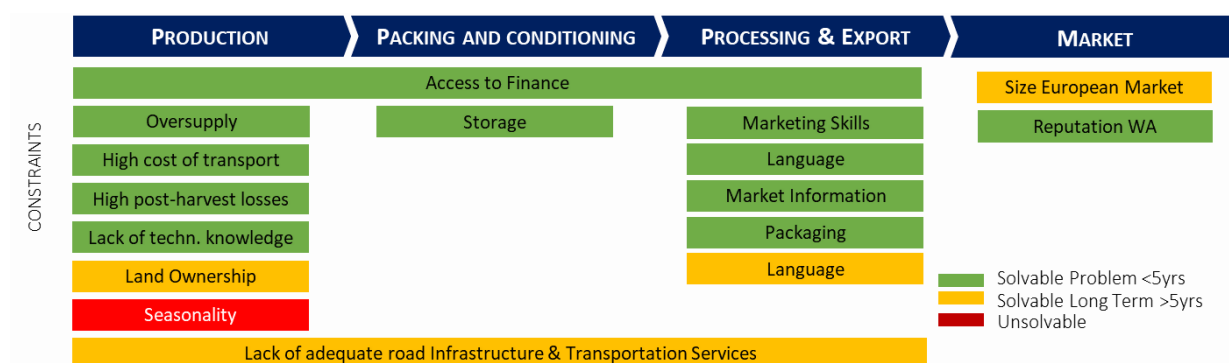 PRODUCTION
PACKING AND CONDITIONING
PROCESSING & EXPORT
MARKET
CONSTRAINTS
Access to Finance
Size European Market
Oversupply
Storage
Marketing Skills
Reputation WA
High cost of transport
Language
High post-harvest losses
Market Information
Lack of techn. knowledge
Packaging
Land Ownership
Language
Seasonality
Lack of adequate road Infrastructure & Transportation Services
Solvable Problem <5yrs
Solvable Long Term >5yrs
Unsolvable